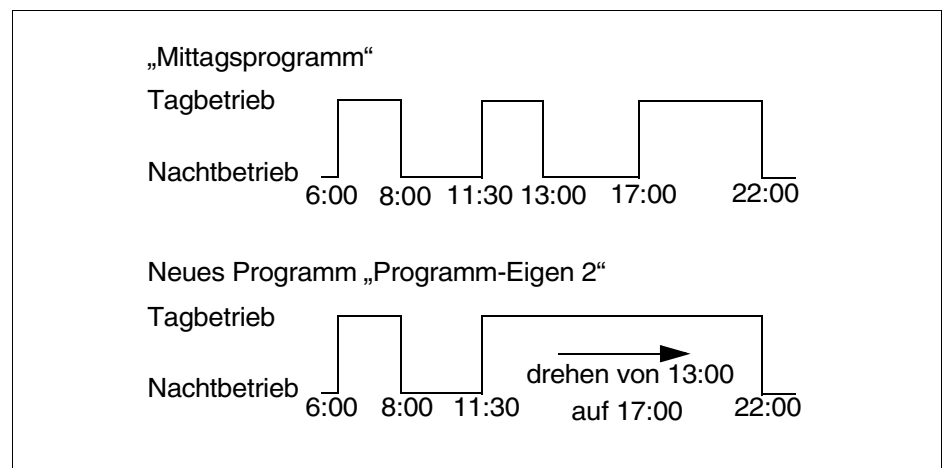 „Mittagsprogramm“
Tagbetrieb
Nachtbetrieb
6:00 8:00 11:30 13:00 17:00 22:00
Neues Programm „Programm-Eigen 2“
Tagbetrieb
drehen von 13:00
Nachtbetrieb
6:00 8:00 11:30 auf 17:00 22:00